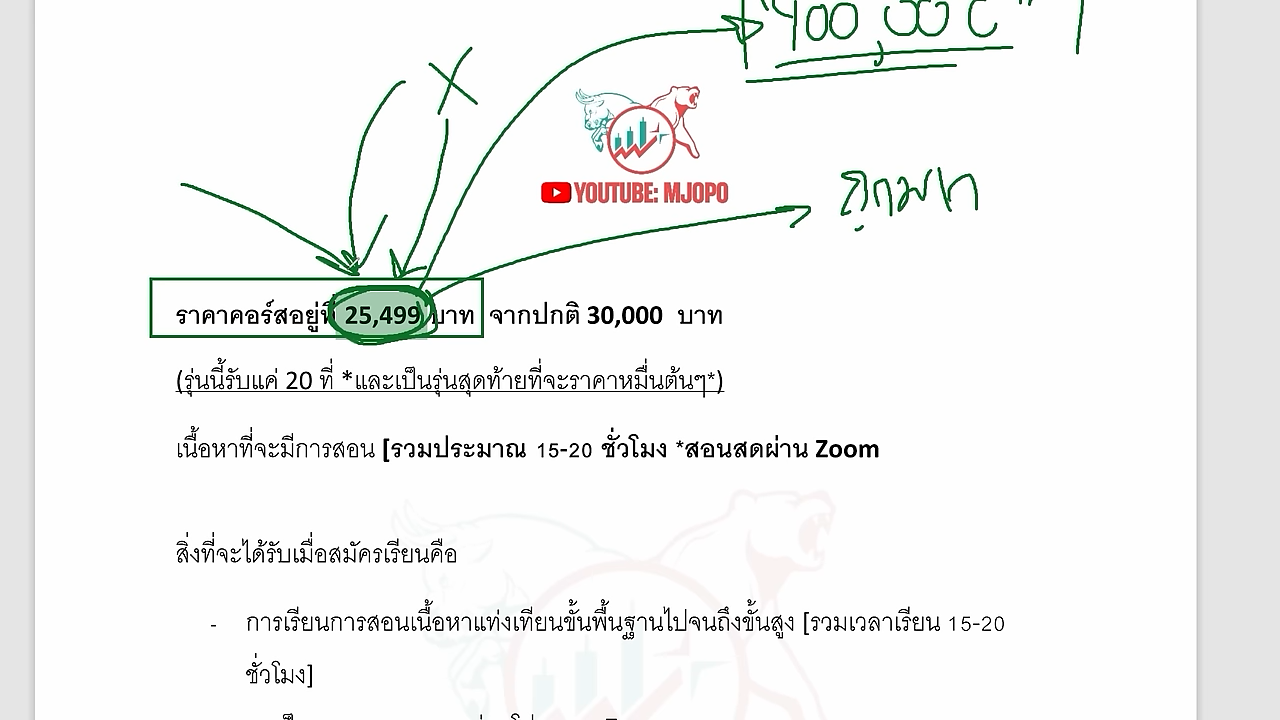 400,000
YOUTUBE: MJOPO
ถูกมาก
ราคาคอร์สอยู่ที่ 25,499 บาท จากปกติ 30,000 บาท
(รุ่นนี้รับแค่ 20 ที่ *และเป็นรุ่นสุดท้ายที่จะราคาหมื่นต้นๆ*)
เนื้อหาที่จะมีการสอน [รวมประมาณ 15-20 ชั่วโมง *สอนสดผ่าน Zoom
สิ่งที่จะได้รับเมื่อสมัครเรียนคือ
- การเรียนการสอนเนื้อหาแท่งเทียนขั้นพื้นฐานไปจนถึงขั้นสูง [รวมเวลาเรียน 15-20
ชั่วโมง]